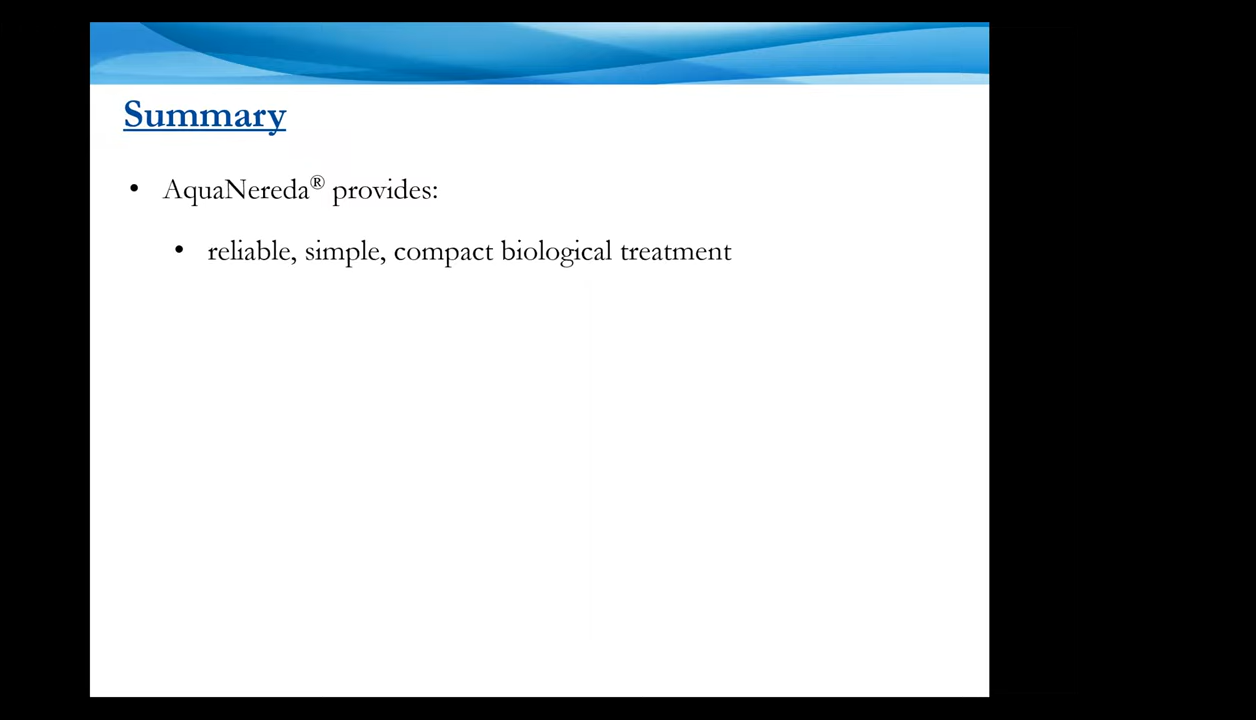 Summary
• AquaNereda® provides:
• reliable, simple, compact biological treatment